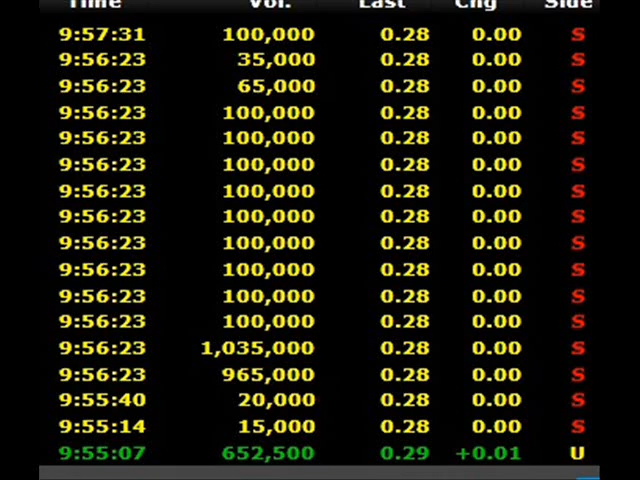 Time Vol. Last Chg Side
9:57:31 100,000 0.28 0.00 S
9:56:23 35,000 0.28 0.00 S
9:56:23 65,000 0.28 0.00 S
9:56:23 100,000 0.28 0.00 S
9:56:23 100,000 0.28 0.00 S
9:56:23 100,000 0.28 0.00 S
9:56:23 100,000 0.28 0.00 S
9:56:23 100,000 0.28 0.00 S
9:56:23 100,000 0.28 0.00 S
9:56:23 100,000 0.28 0.00 S
9:56:23 100,000 0.28 0.00 S
9:56:23 100,000 0.28 0.00 S
9:56:23 1,035,000 0.28 0.00 S
9:56:23 965,000 0.28 0.00 S
9:55:40 20,000 0.28 0.00 S
9:55:14 15,000 0.28 0.00 S
9:55:07 652,500 0.29 +0.01 U